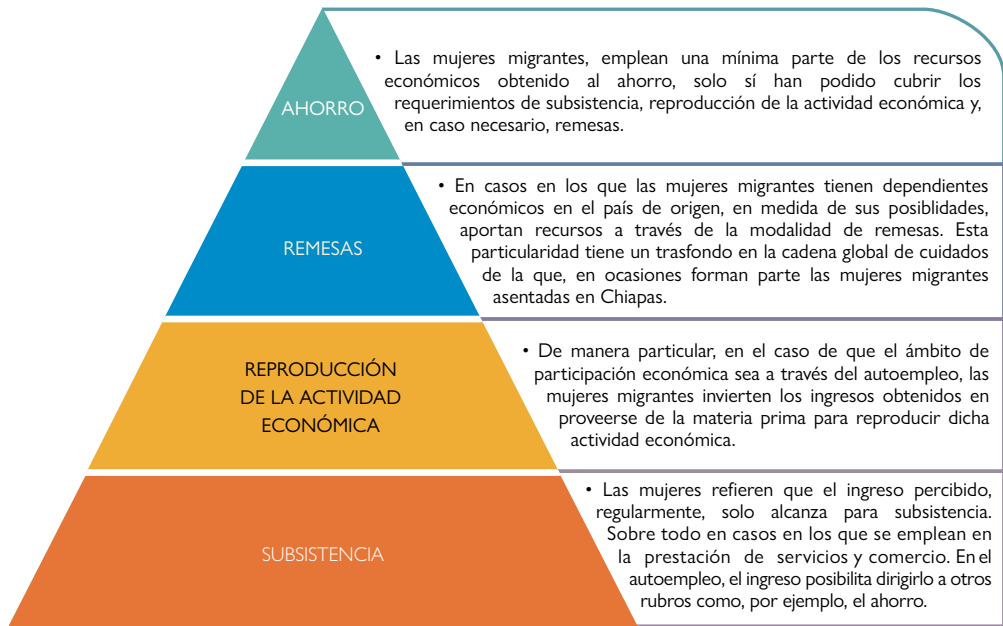 AHORRO
• Las mujeres migrantes, emplean una mínima parte de los recursos
económicos obtenido al ahorro, solo sí han podido cubrir los
requerimientos de subsistencia, reproducción de la actividad económica y,
en caso necesario, remesas.
REMESAS
• En casos en los que las mujeres migrantes tienen dependientes
económicos en el país de origen, en medida de sus posiblidades,
aportan recursos a través de la modalidad de remesas. Esta
particularidad tiene un trasfondo en la cadena global de cuidados
de la que, en ocasiones forman parte las mujeres migrantes
asentadas en Chiapas.
REPRODUCCIÓN
DE LA ACTIVIDAD
ECONÓMICA
• De manera particular, en el caso de que el ámbito de
participación económica sea a través del autoempleo, las
mujeres migrantes invierten los ingresos obtenidos en
proveerse de la materia prima para reproducir dicha
actividad económica.
SUBSISTENCIA
• Las mujeres refieren que el ingreso percibido,
regularmente, solo alcanza para subsistencia.
Sobre todo en casos en los que se emplean en
la prestación de servicios y comercio. En el
autoempleo, el ingreso posibilita dirigirlo a otros
rubros como, por ejemplo, el ahorro.